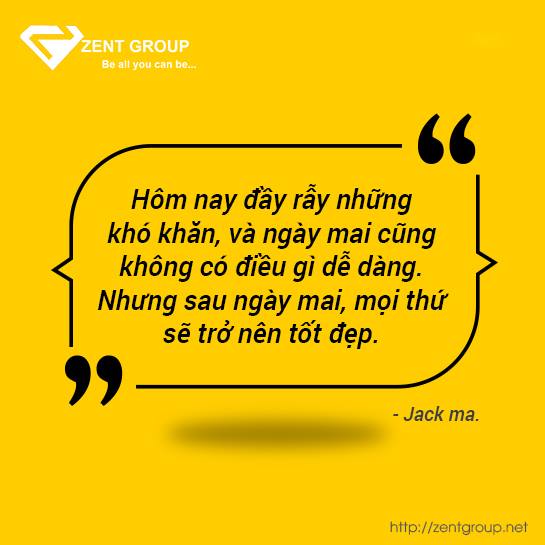 ZENT GROUP
Be all you can be...
Hôm nay đầy rẫy những
khó khăn, và ngày mai cũng
không có điều gì dễ dàng.
Nhưng sau ngày mai, mọi thứ
sẽ trở nên tốt đẹp.
- Jack ma.
http://zentgroup.net